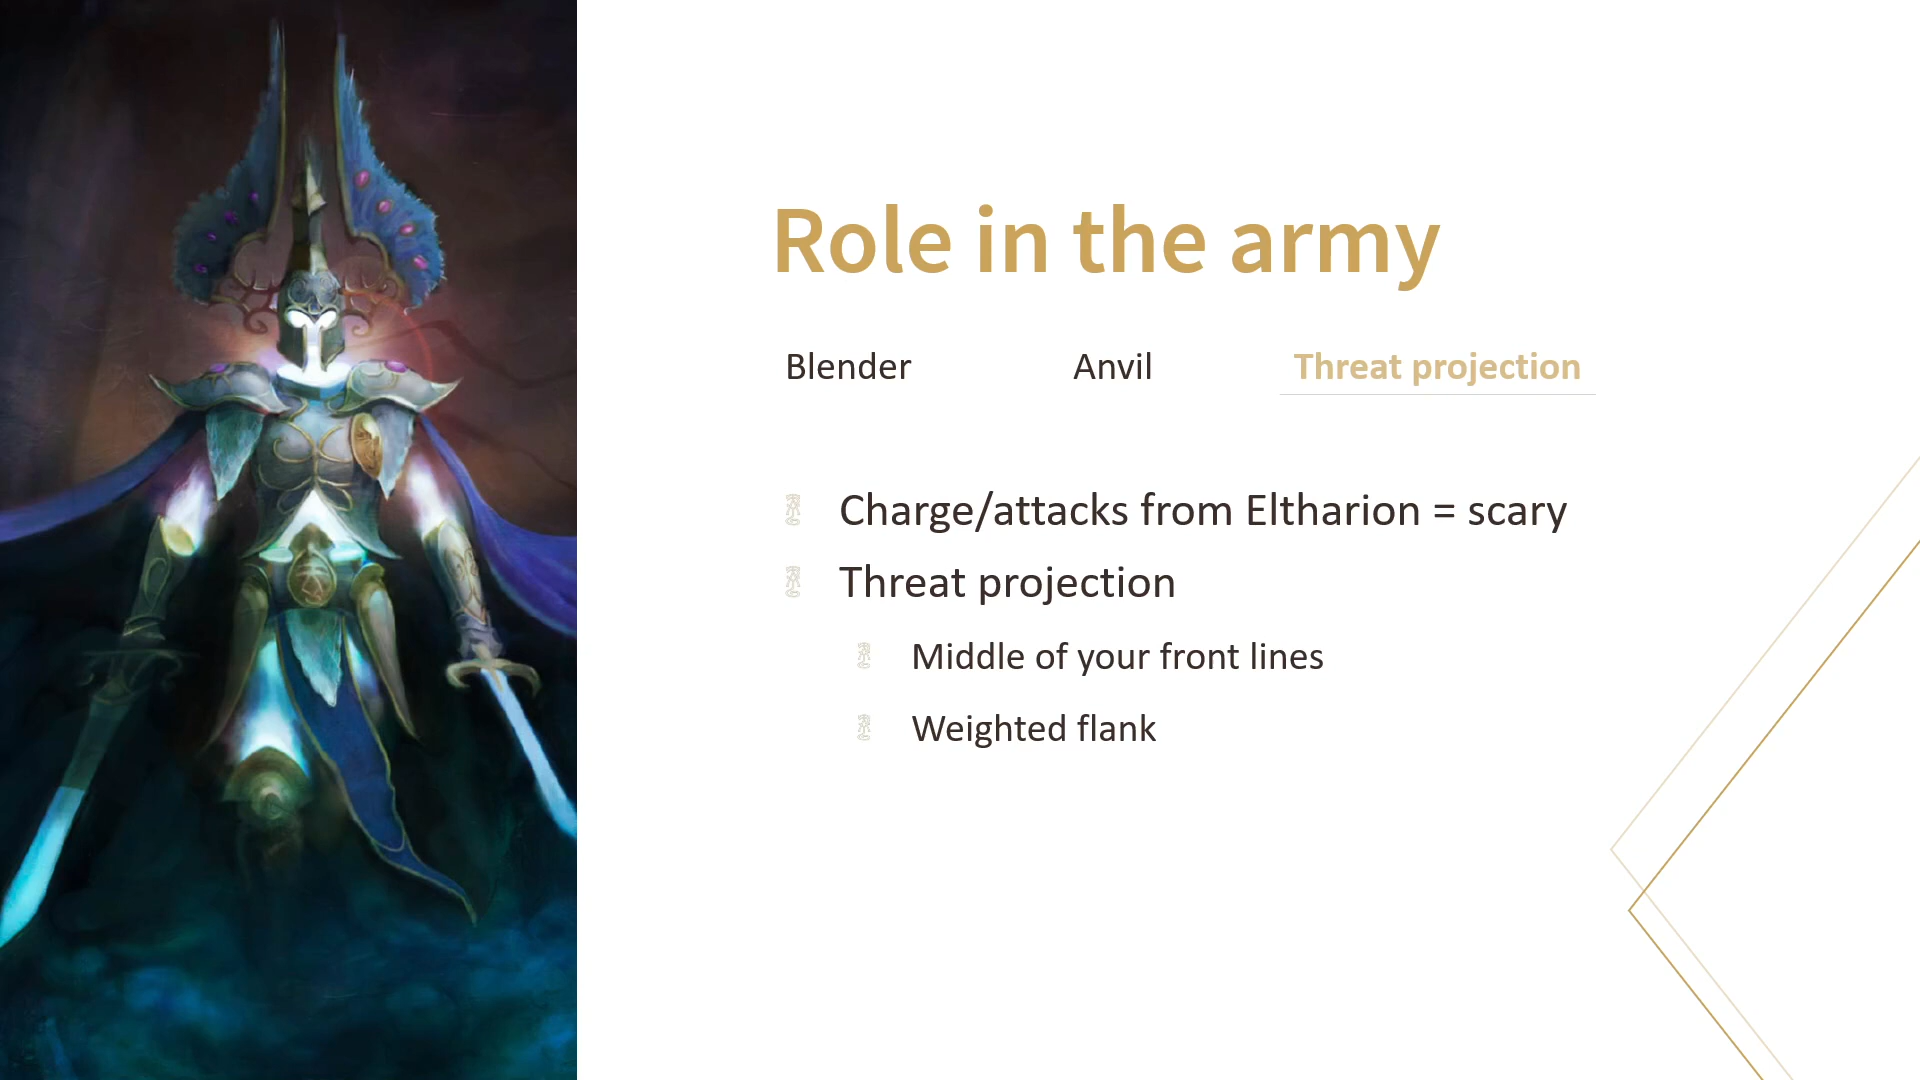 Role in the army
Blender Anvil Threat projection
Charge/attacks from Eltharion = scary
Threat projection
Middle of your front lines
Weighted flank